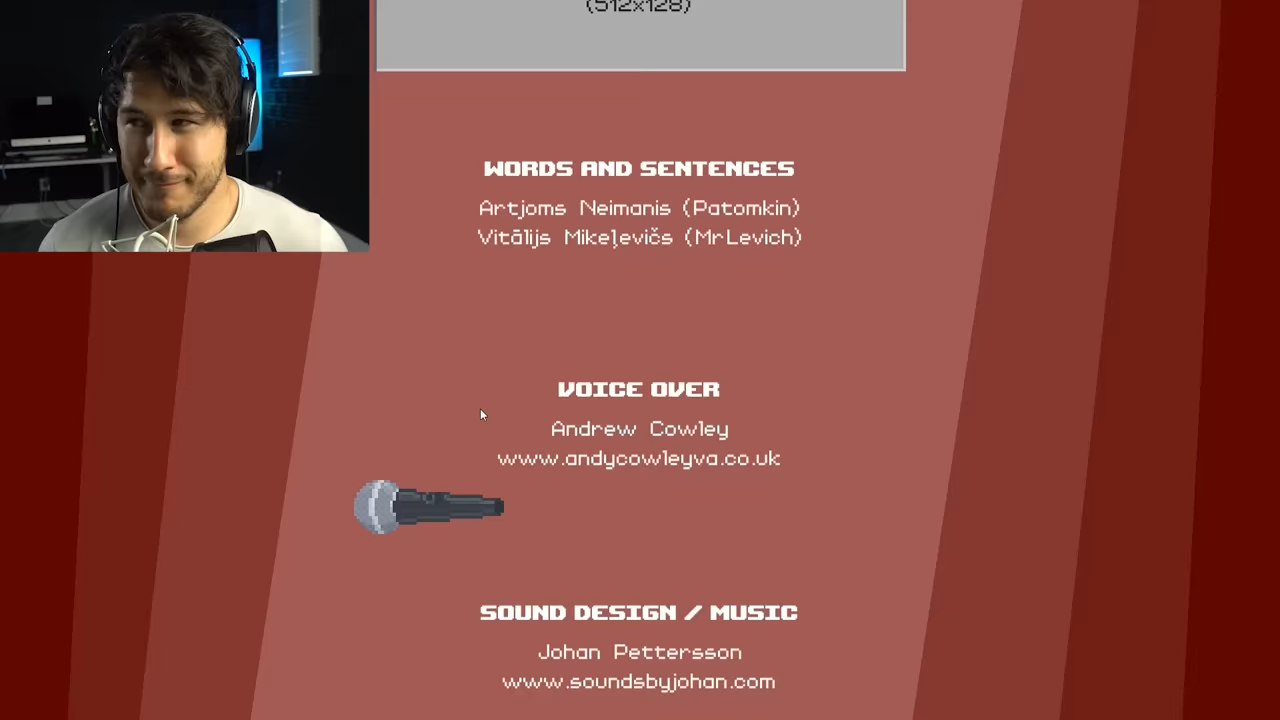 (512x128)
WORDS AND SENTENCES
Artjoms Neimanis (Patomkin)
Vitālijs Mikeļevičs (MrLevich)
VOICE OVER
Andrew Cowley
www.andycowleyva.co.uk
SOUND DESIGN / MUSIC
Johan Pettersson
www.soundsbyjohan.com